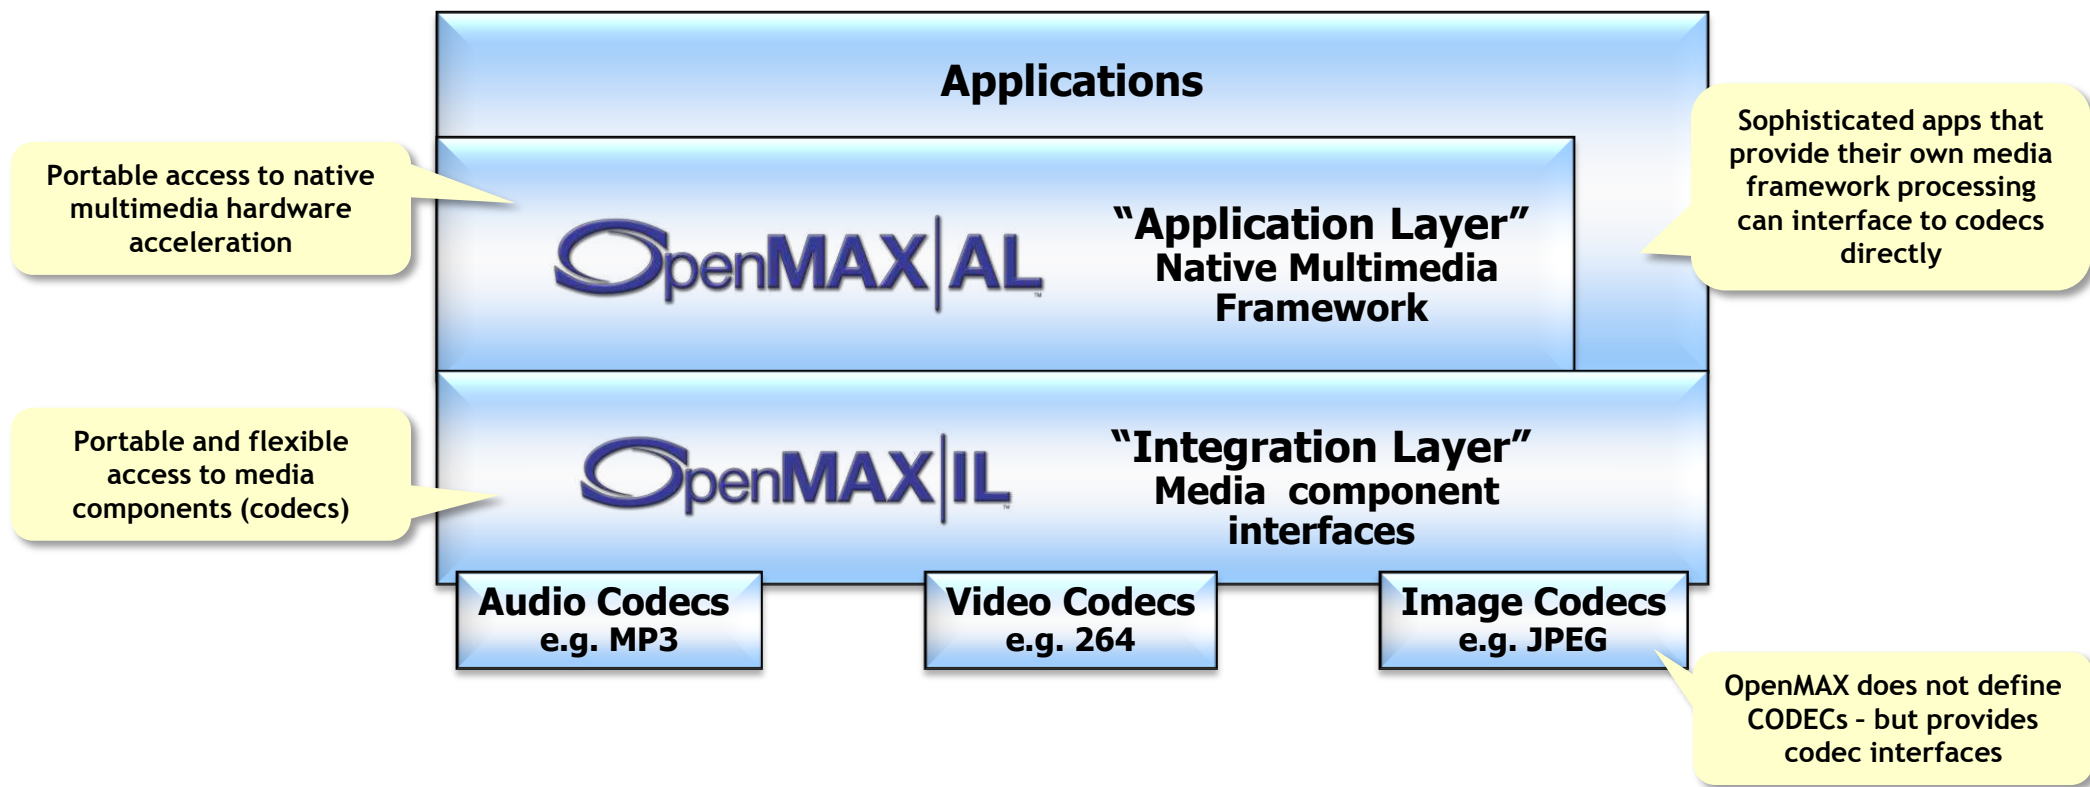 Applications
Portable access to native
multimedia hardware
acceleration
OpenMAX|AL™
“Application Layer”
Native Multimedia
Framework
Sophisticated apps that
provide their own media
framework processing
can interface to codecs
directly
Portable and flexible
access to media
components (codecs)
OpenMAX|IL™
“Integration Layer”
Media component
interfaces
Audio Codecs
e.g. MP3
Video Codecs
e.g. 264
Image Codecs
e.g. JPEG
OpenMAX does not define
CODECs – but provides
codec interfaces